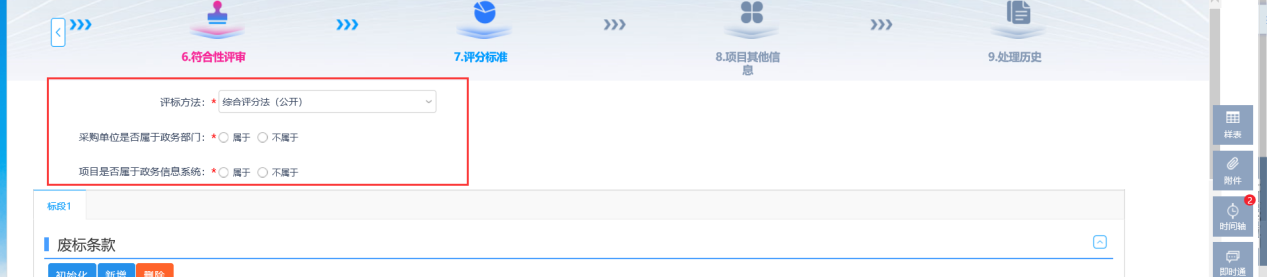 6.符合性评审
7.评分标准
8.项目其他信
息
9.处理历史
评标方法：* 综合评分法（公开）
采购单位是否属于政务部门：* 属于 不属于
项目是否属于政务信息系统：* 属于 不属于
样表
附件
2
时间轴
即时通
标段1
废标条款
初始化 新增 删除